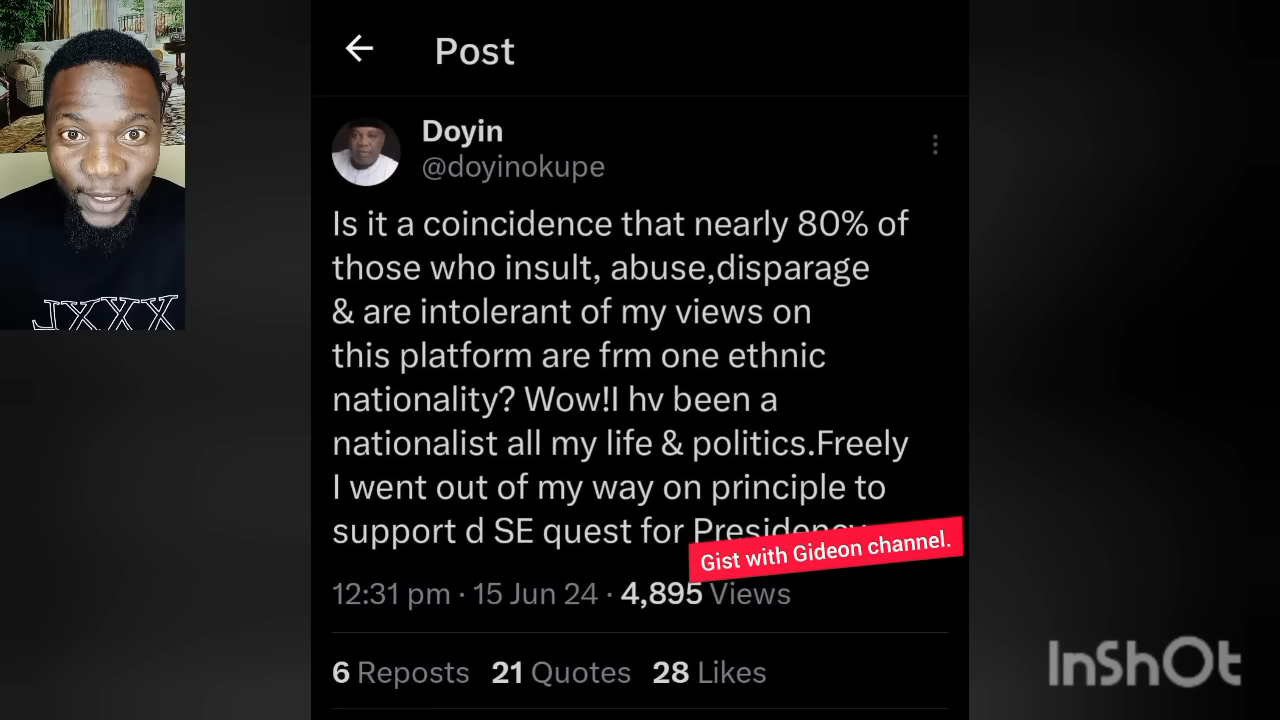 Post
Doyin
@doyinokupe
Is it a coincidence that nearly 80% of
those who insult, abuse,disparage
& are intolerant of my views on
this platform are frm one ethnic
nationality? Wow!I hv been a
nationalist all my life & politics.Freely
I went out of my way on principle to
support d SE quest for Presidency
Gist with Gideon channel.
12:31 pm · 15 Jun 24 · 4,895 Views
6 Reposts 21 Quotes 28 Likes
JXXX
InShOt